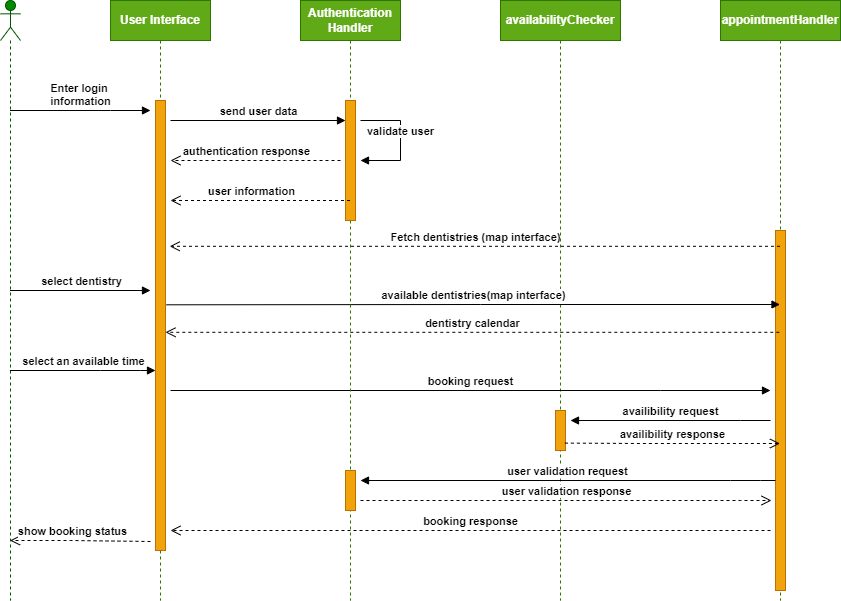 User Interface
Authentication
Handler
availabilityChecker
appointmentHandler
Enter login
information
send user data
validate user
authentication response
user information
Fetch dentistries (map interface)
select dentistry
available dentistries(map interface)
dentistry calendar
select an available time
booking request
availibility request
availibility response
user validation request
user validation response
booking response
show booking status